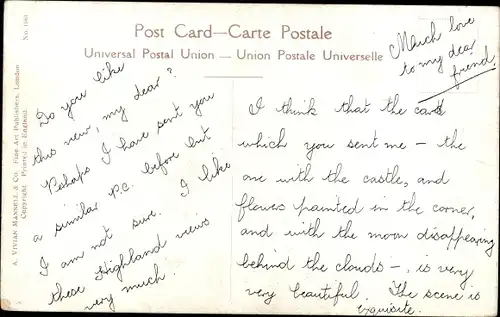 Post Card—Carte Postale
Universal Postal Union — Union Postale Universelle
No. 1081
A. VIVIAN MANSELL & CO. Fine Art Publishers, London
Copyright. Printed in England.
Much love
to my dear
friend.
Do you like
this new, my dear?
Perhaps I have sent you
a similar P.C. before but
I am not sure. I like
these Highland views
very much.
I think that the card
which you sent me – the
one with the castle, and
flowers painted in the corner,
and with the moon disappearing
behind the clouds –, is very
very beautiful. The scene is
exquisite.